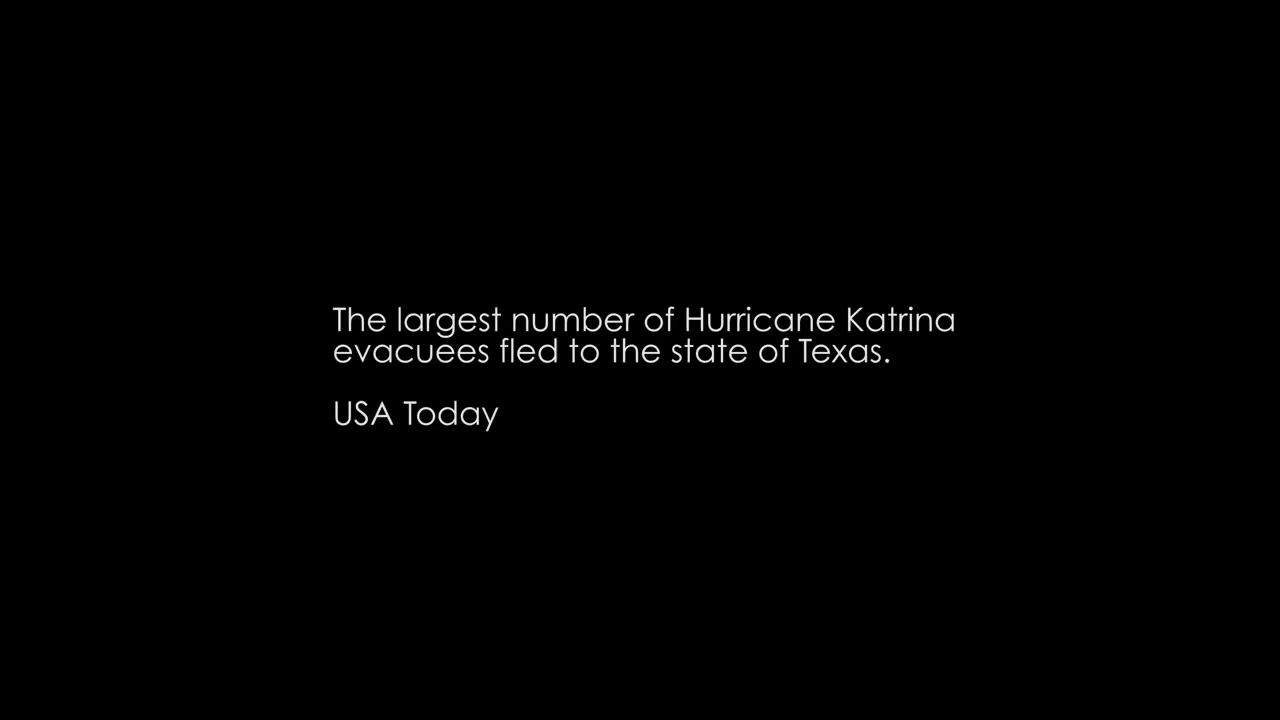 The largest number of Hurricane Katrina
evacuees fled to the state of Texas.
USA Today